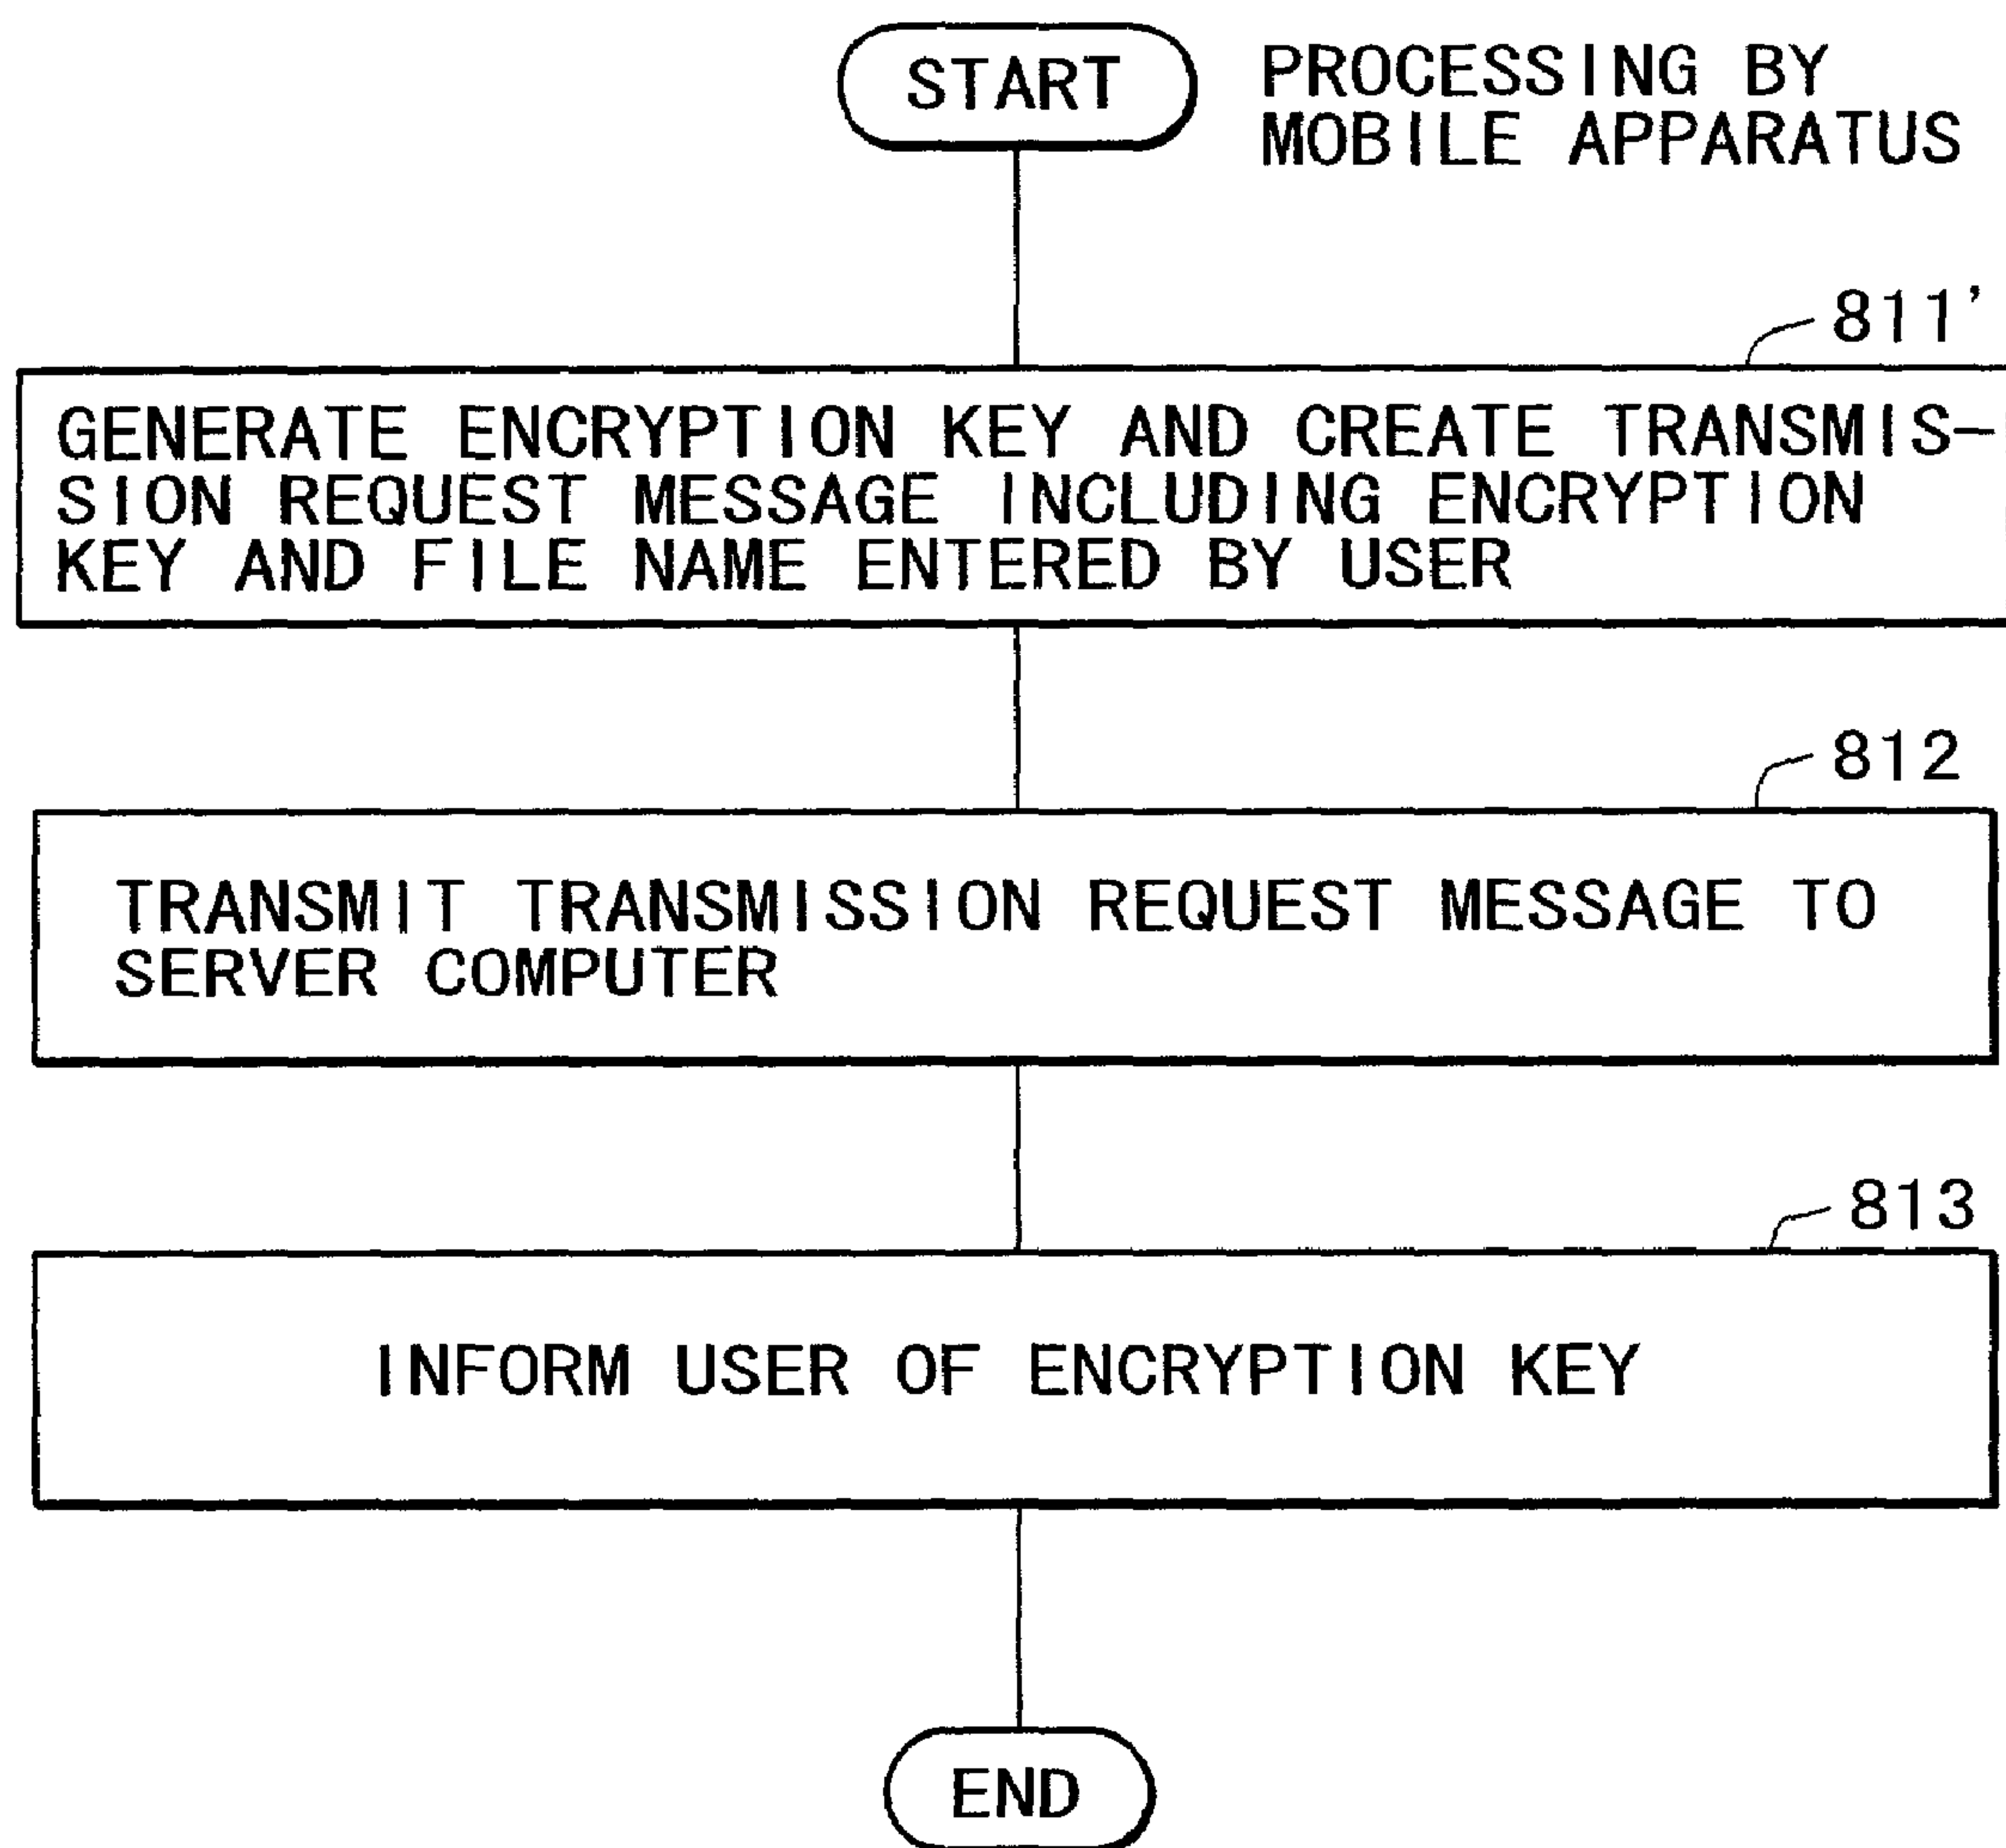 START
PROCESSING BY
MOBILE APPARATUS
811'
GENERATE ENCRYPTION KEY AND CREATE TRANSMIS-
SION REQUEST MESSAGE INCLUDING ENCRYPTION
KEY AND FILE NAME ENTERED BY USER
812
TRANSMIT TRANSMISSION REQUEST MESSAGE TO
SERVER COMPUTER
813
INFORM USER OF ENCRYPTION KEY
END